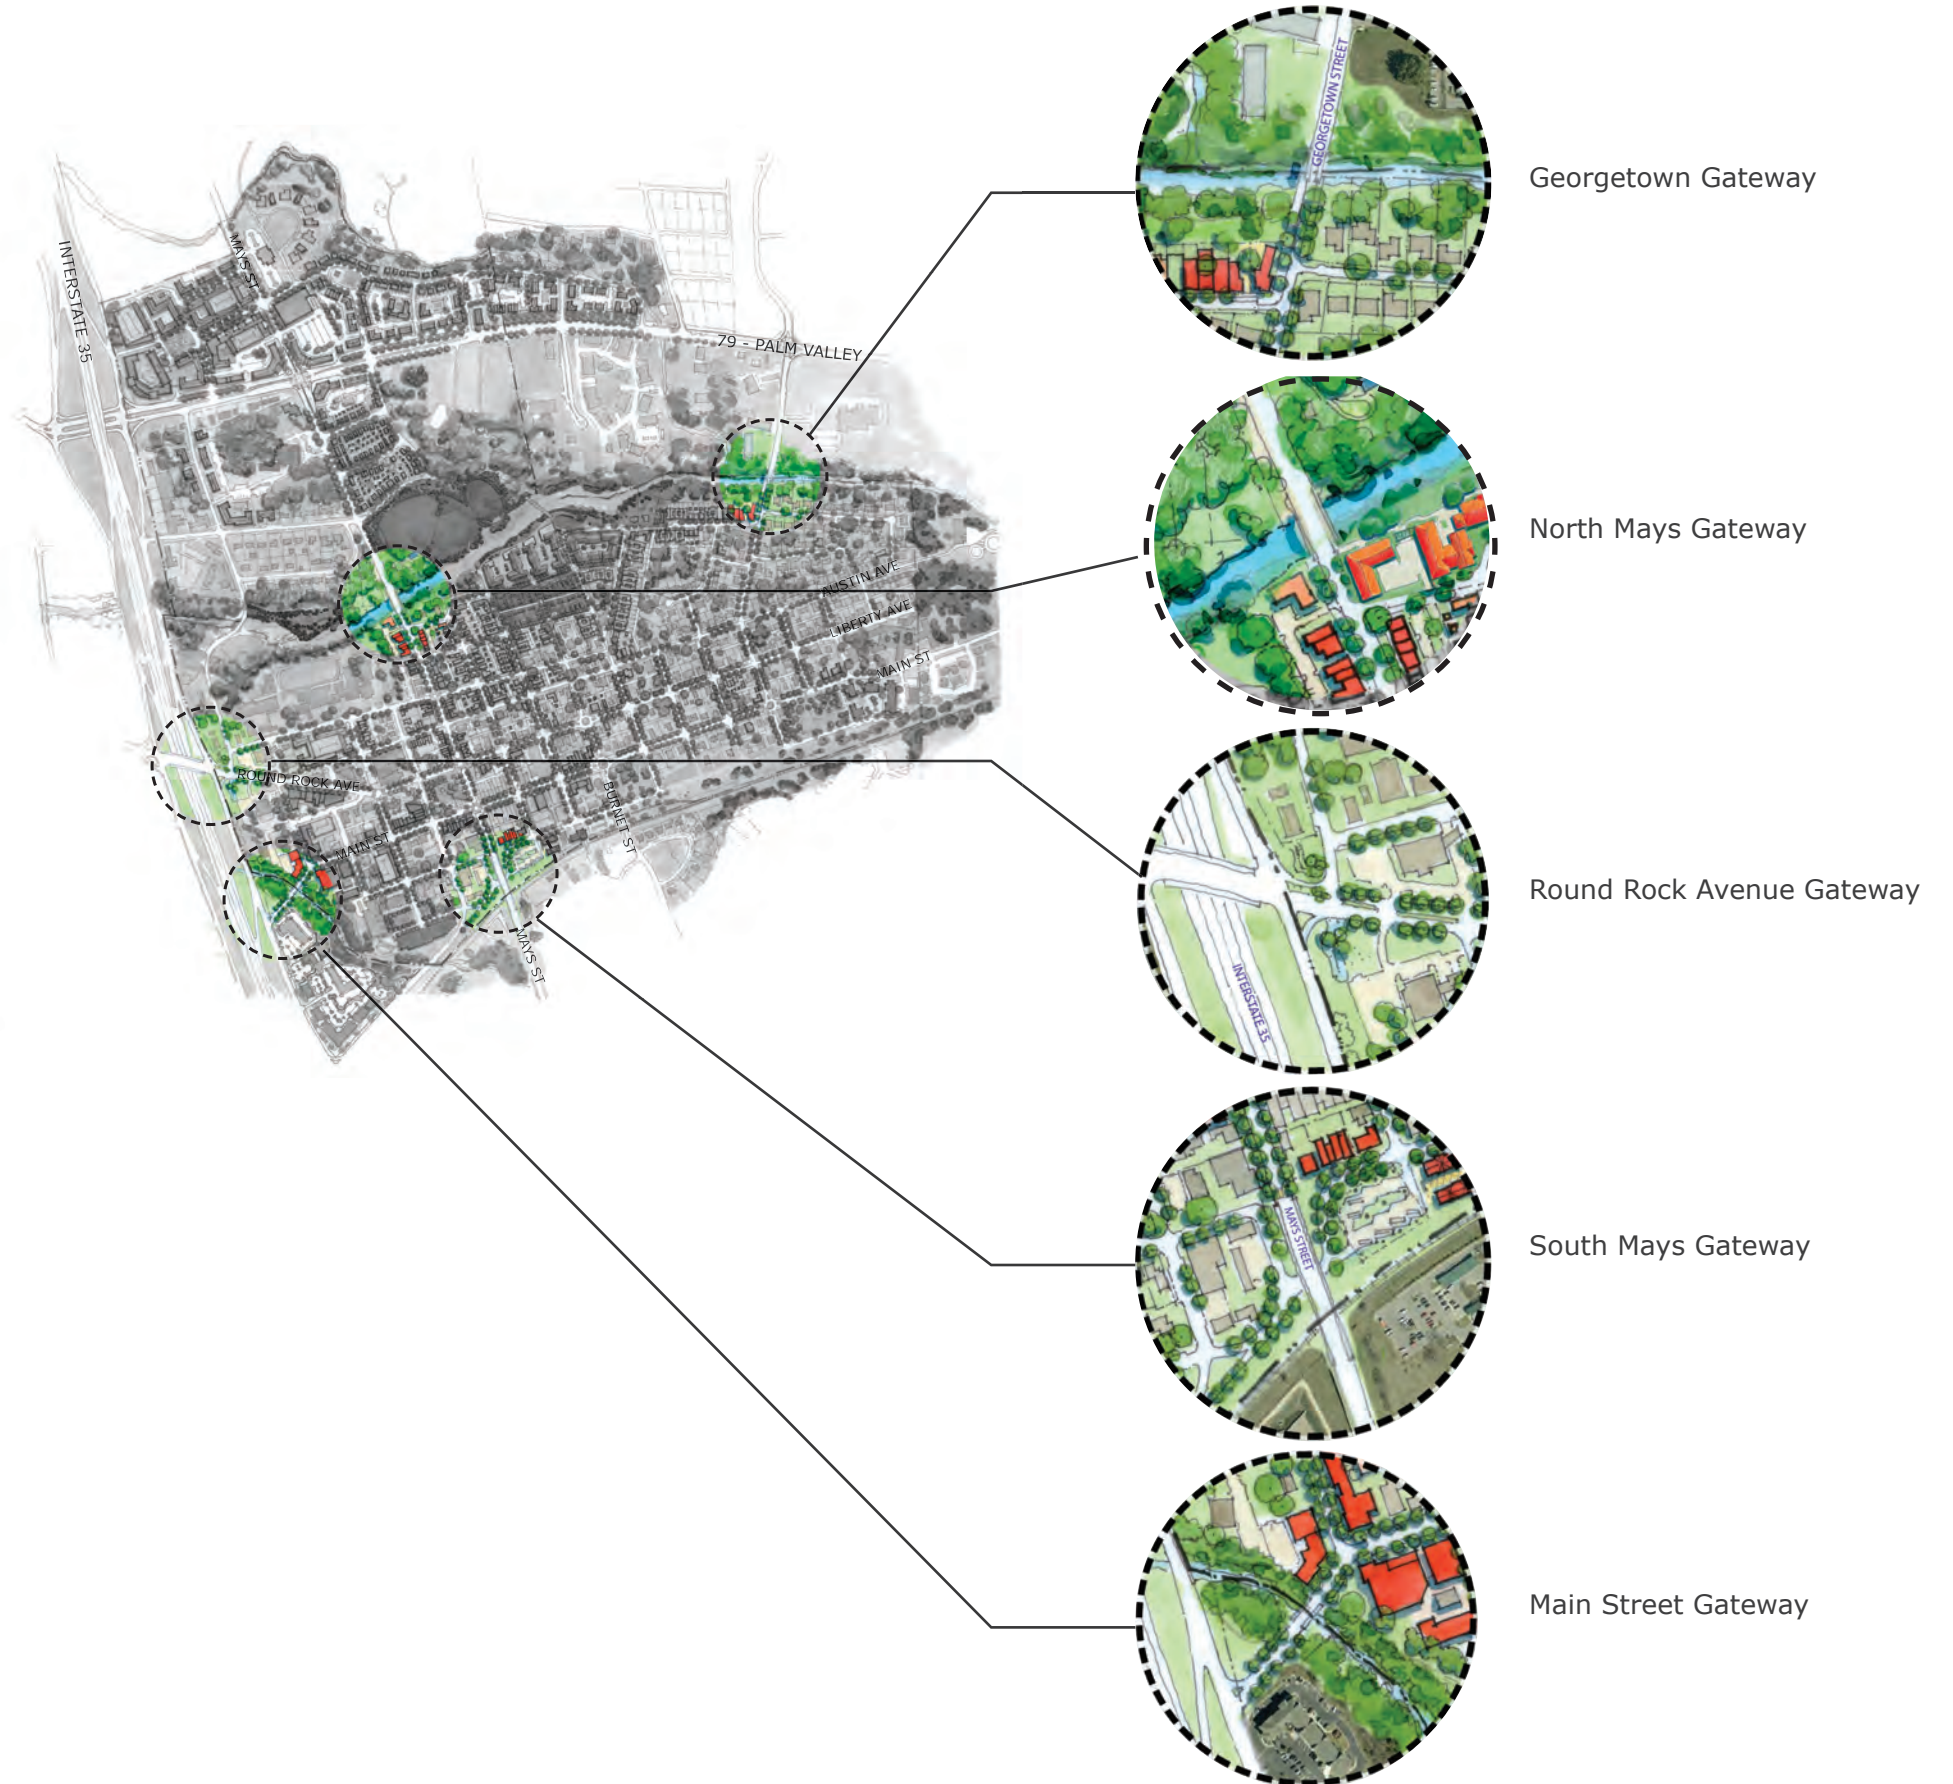 INTERSTATE 35
MAYS ST
79 - PALM VALLEY
AUSTIN AVE
LIBERTY AVE
MAIN ST
ROUND ROCK AVE
BURNET ST
MAIN ST
MAYS ST
GEORGETOWN STREET
Georgetown Gateway
North Mays Gateway
INTERSTATE 35
Round Rock Avenue Gateway
MAYS STREET
South Mays Gateway
Main Street Gateway